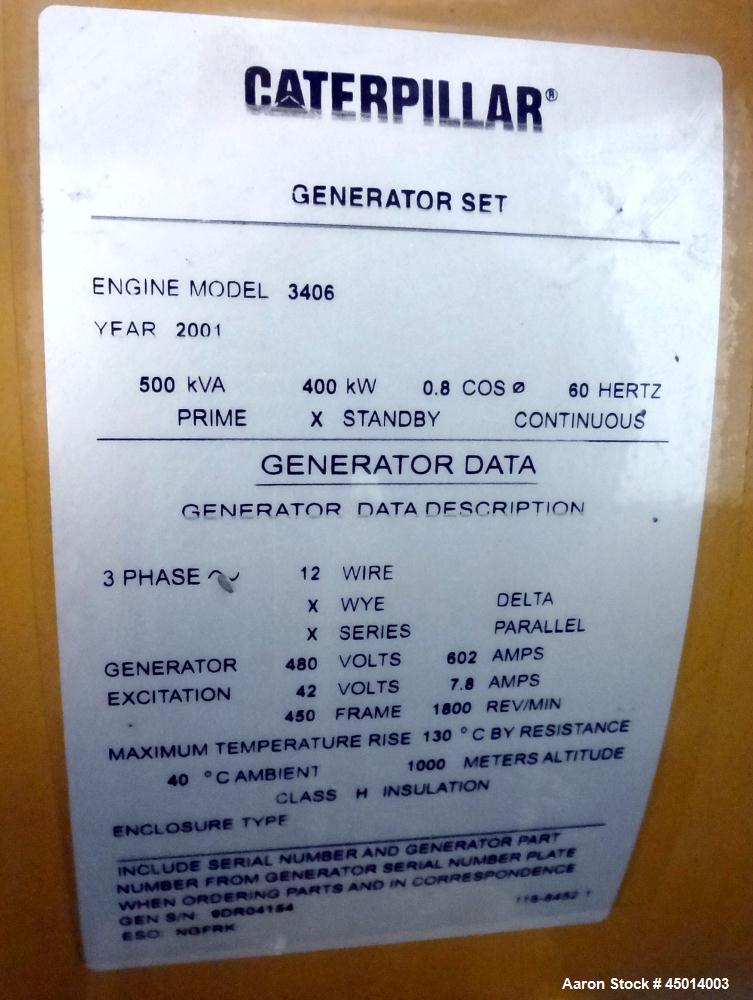 CATERPILLAR®
GENERATOR SET
ENGINE MODEL 3406
YEAR 2001
500 kVA 400 kW 0.8 COS ø 60 HERTZ
PRIME X STANDBY CONTINUOUS
GENERATOR DATA
GENERATOR DATA DESCRIPTION
3 PHASE ~ 12 WIRE
X WYE DELTA
X SERIES PARALLEL
GENERATOR 480 VOLTS 602 AMPS
EXCITATION 42 VOLTS 7.8 AMPS
450 FRAME 1800 REV/MIN
MAXIMUM TEMPERATURE RISE 130 °C BY RESISTANCE
40 °C AMBIENT 1000 METERS ALTITUDE
CLASS H INSULATION
ENCLOSURE TYPE
INCLUDE SERIAL NUMBER AND GENERATOR PART
NUMBER FROM GENERATOR SERIAL NUMBER PLATE
WHEN ORDERING PARTS AND IN CORRESPONDENCE
GEN S/N: 9DR04154
ESO: NGFRK
118-8452 1
Aaron Stock # 45014003